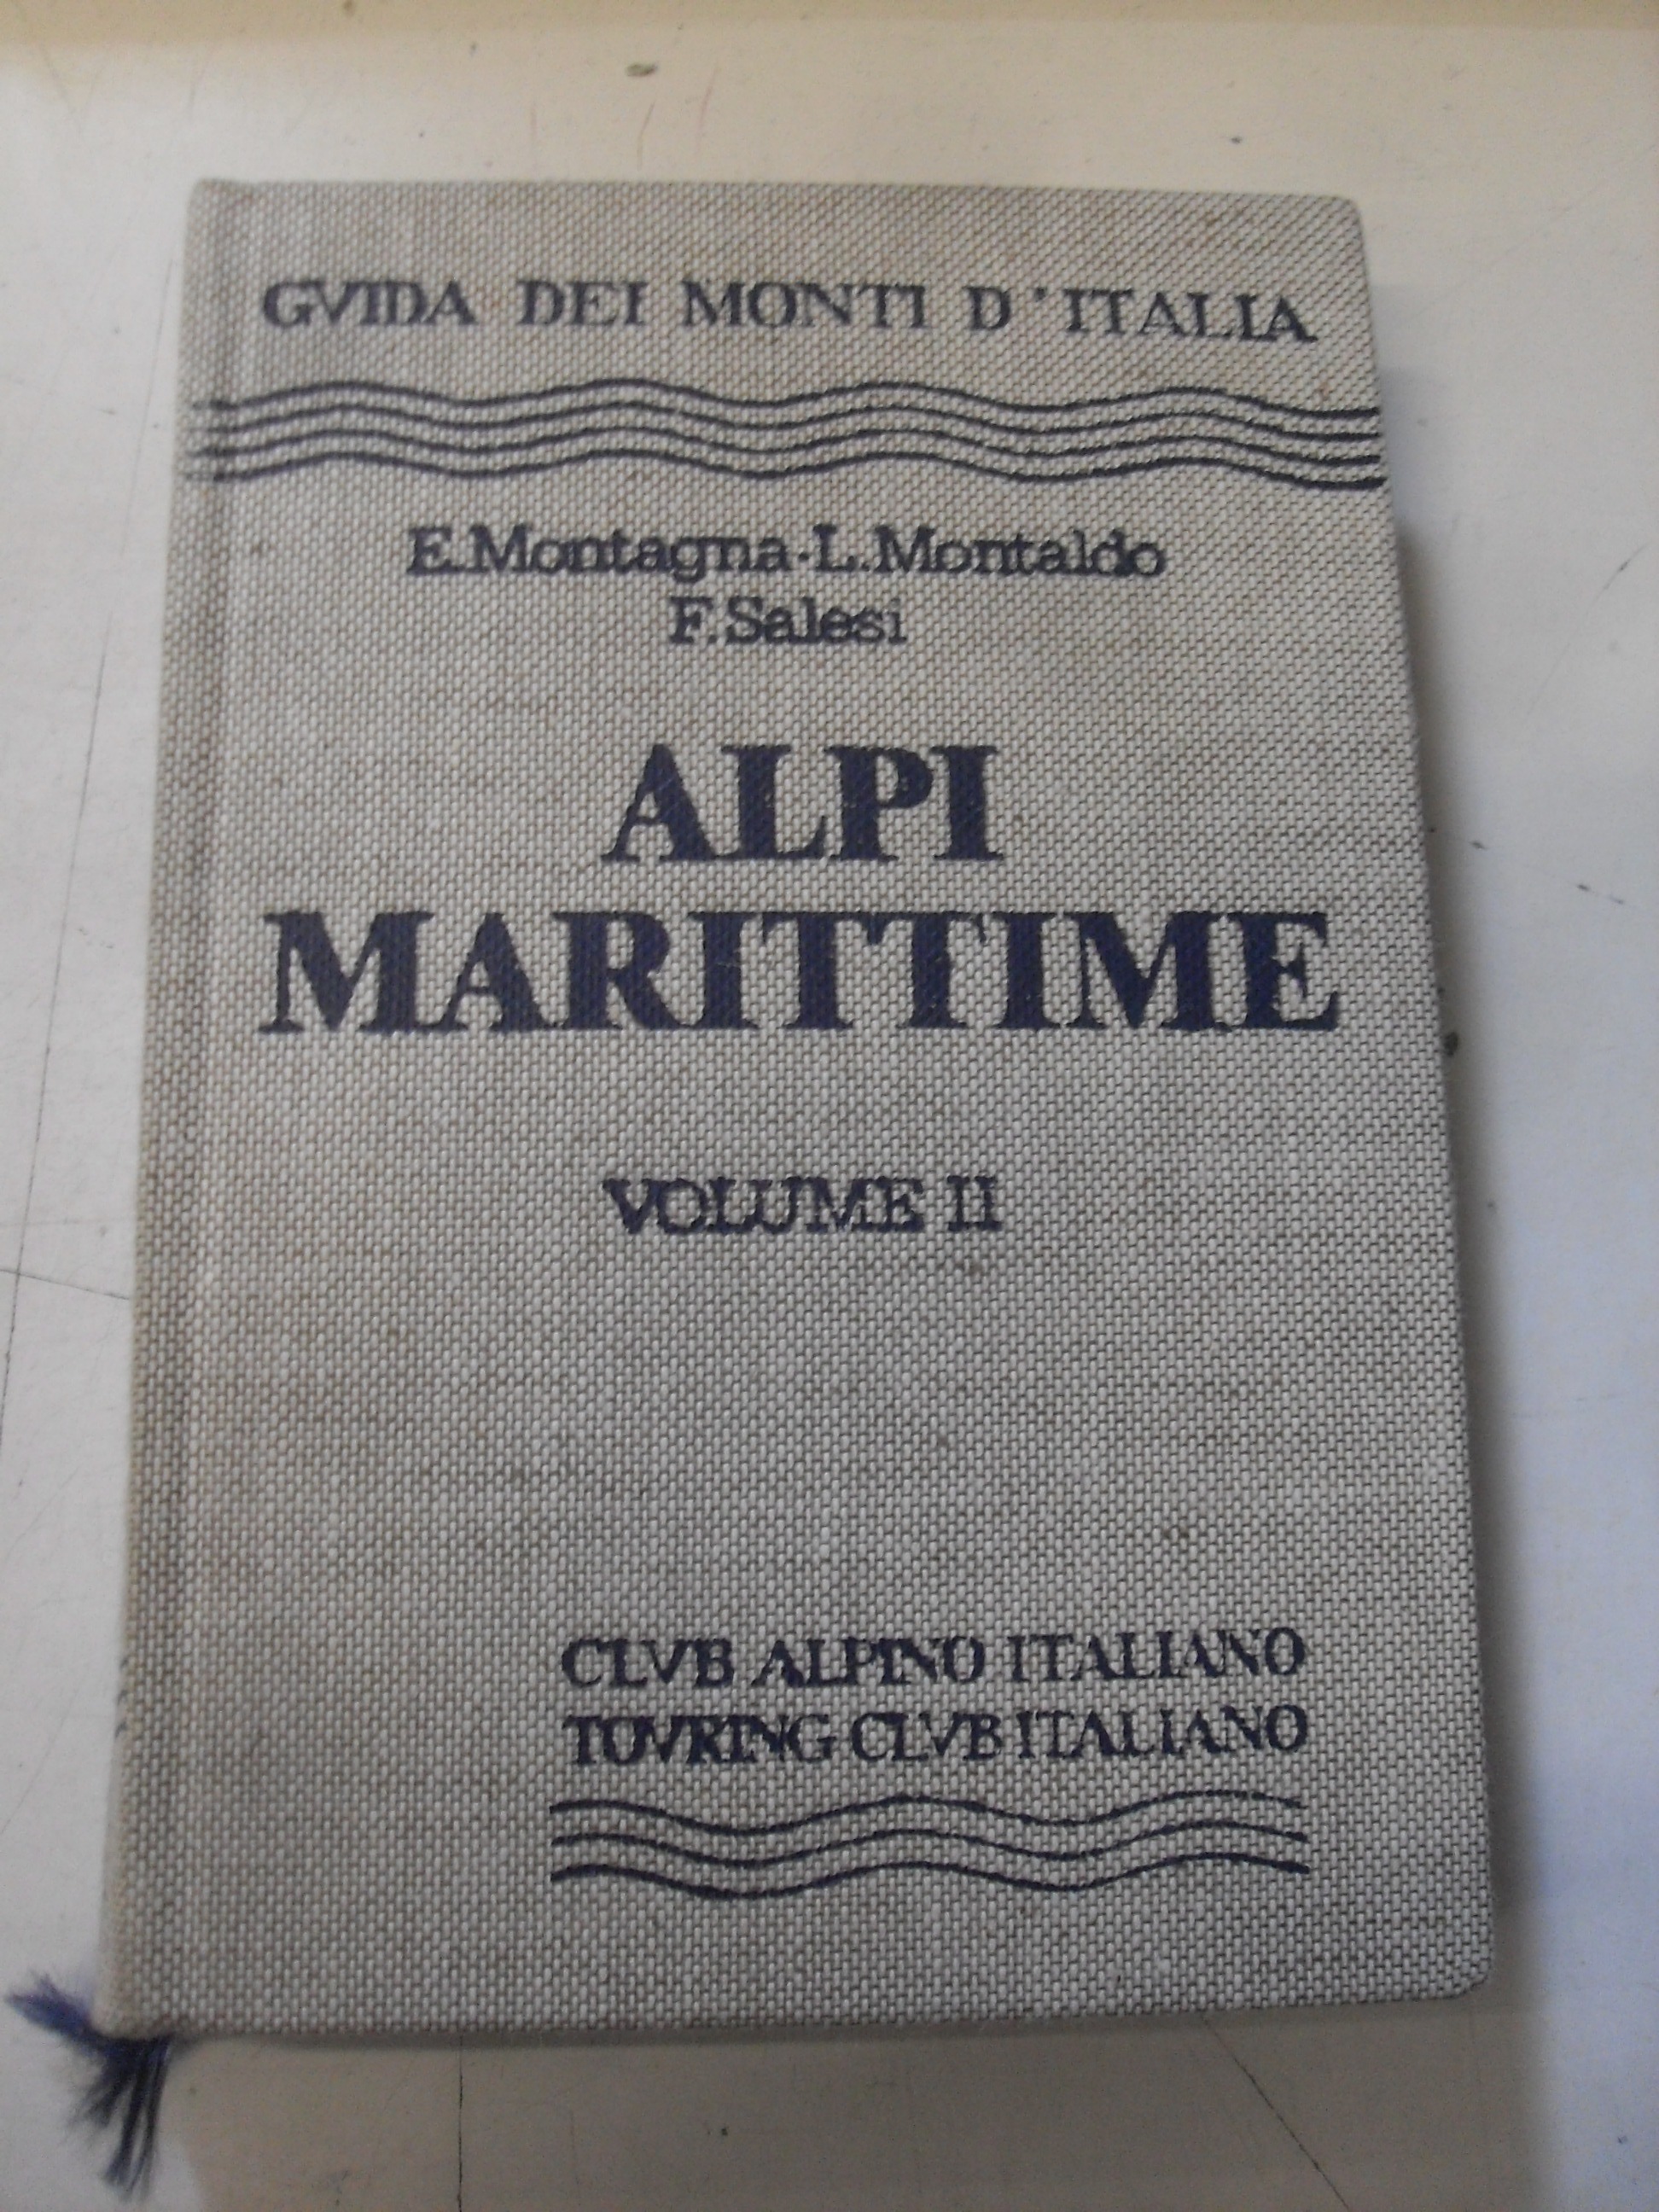 GVIDA DEI MONTI D'ITALIA
E.Montagna-L.Montaldo
F.Salesi
ALPI
MARITTIME
VOLUME II
CLVB ALPINO ITALIANO
TOVRING CLVB ITALIANO